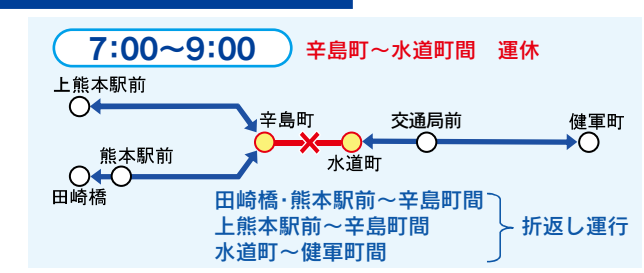 7:00～9:00 辛島町～水道町間　運休
上熊本駅前
辛島町
交通局前
健軍町
熊本駅前
水道町
田崎橋
田崎橋・熊本駅前～辛島町間
上熊本駅前～辛島町間
折返し運行
水道町～健軍町間